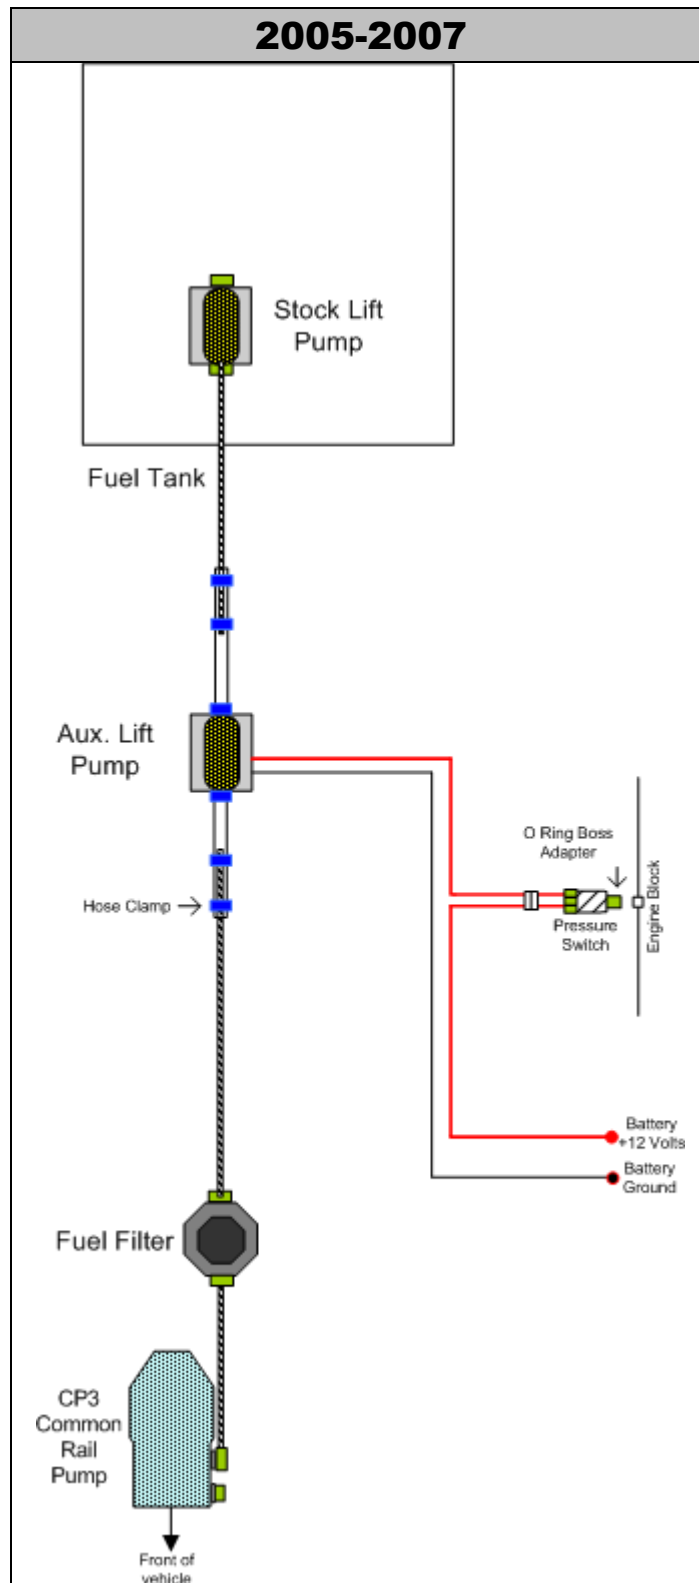 2005-2007
Stock Lift
Pump
Fuel Tank
Aux. Lift
Pump
O Ring Boss
Adapter
Engine Block
Hose Clamp
Pressure
Switch
Battery
+12 Volts
Battery
Ground
Fuel Filter
CP3
Common
Rail
Pump
Front of
vehicle